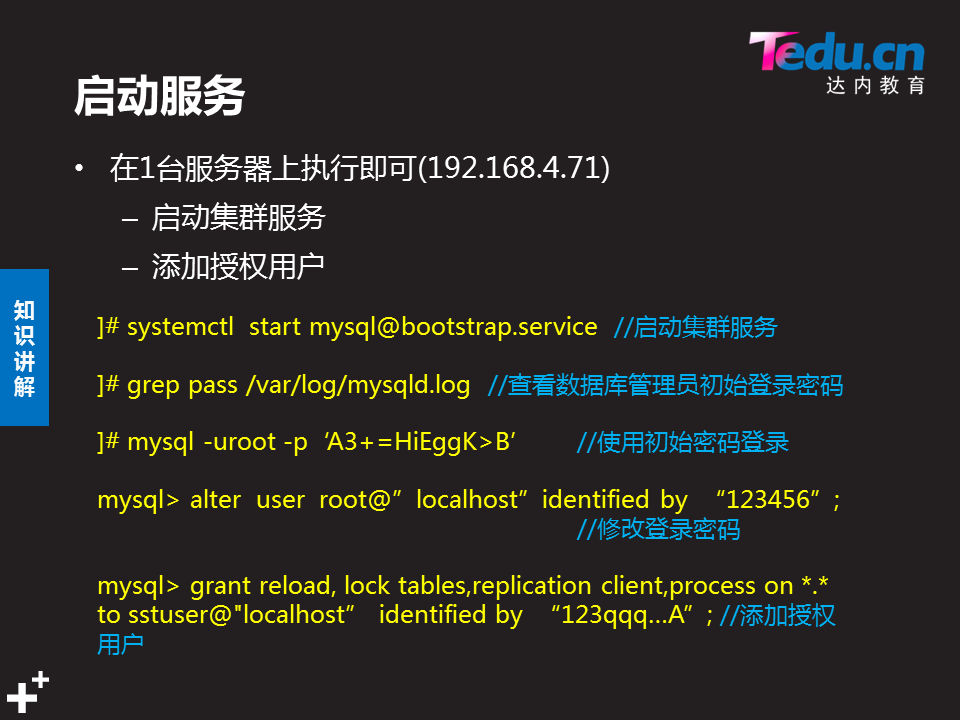 Tedu.cn
达内教育
启动服务
• 在1台服务器上执行即可(192.168.4.71)
– 启动集群服务
– 添加授权用户
知
识
讲
解
]# systemctl  start mysql@bootstrap.service  //启动集群服务
]# grep pass /var/log/mysqld.log  //查看数据库管理员初始登录密码
]# mysql -uroot -p‘A3+=HiEggK>B’  //使用初始密码登录
mysql> alter  user  root@”localhost”identified by “123456”;
//修改登录密码
mysql> grant reload, lock tables,replication client,process on *.*
to sstuser@"localhost” identified by “123qqq…A”; //添加授权
用户